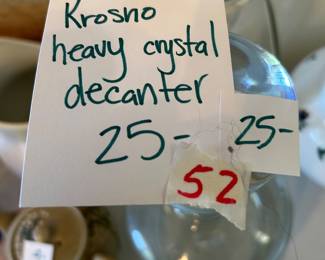 Krosno
heavy crystal
decanter
25-
25-
52